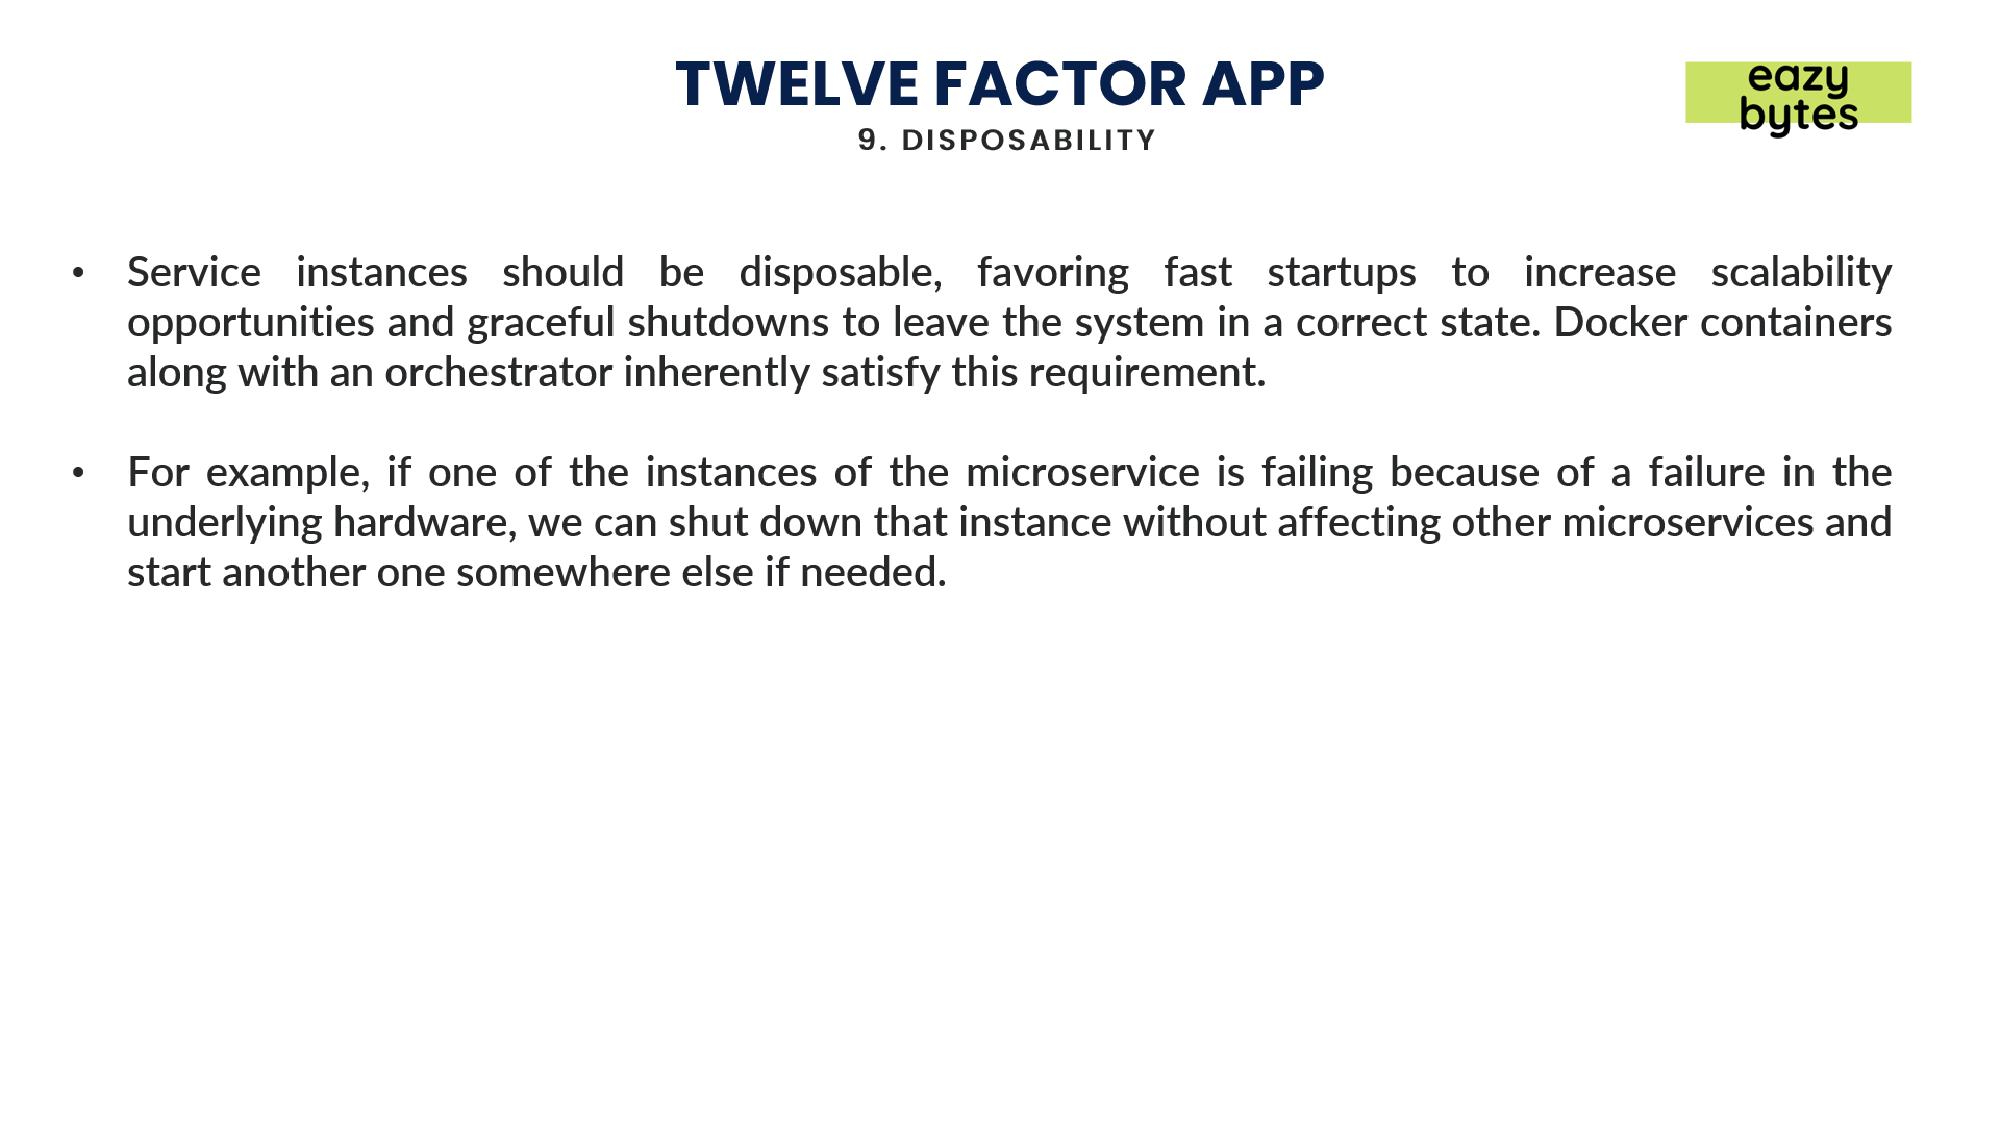 TWELVE FACTOR APP
eazy
bytes
9. DISPOSABILITY
• Service instances should be disposable, favoring fast startups to increase scalability
opportunities and graceful shutdowns to leave the system in a correct state. Docker containers
along with an orchestrator inherently satisfy this requirement.
• For example, if one of the instances of the microservice is failing because of a failure in the
underlying hardware, we can shut down that instance without affecting other microservices and
start another one somewhere else if needed.